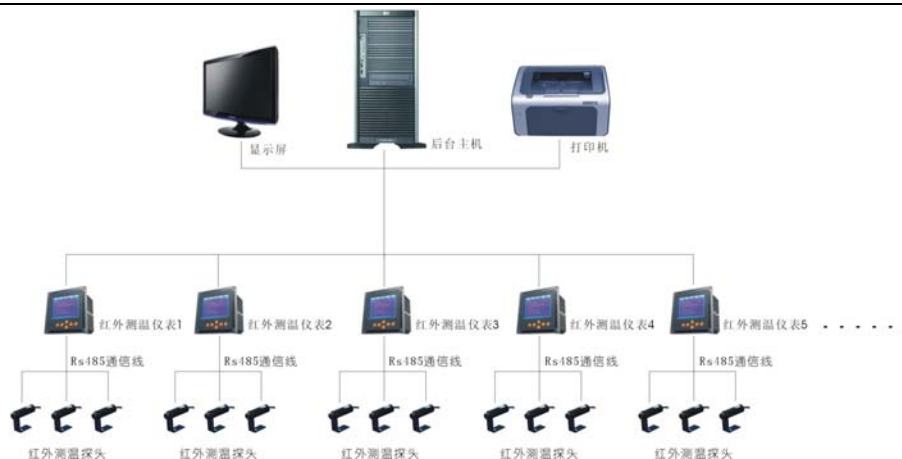 显示屏
后台主机
打印机
红外测温仪表1
红外测温仪表2
红外测温仪表3
红外测温仪表4
红外测温仪表5
.....
Rs485通信线
Rs485通信线
Rs485通信线
Rs485通信线
Rs485通信线
红外测温探头
红外测温探头
红外测温探头
红外测温探头
红外测温探头